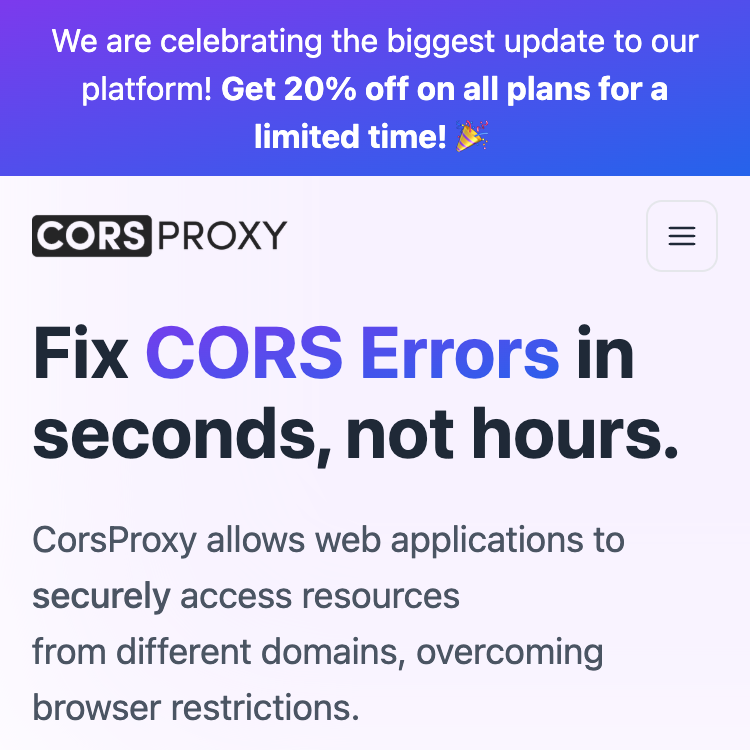 We are celebrating the biggest update to our
platform! Get 20% off on all plans for a
limited time! 🎉
CORS PROXY
Fix CORS Errors in
seconds, not hours.
CorsProxy allows web applications to
securely access resources
from different domains, overcoming
browser restrictions.